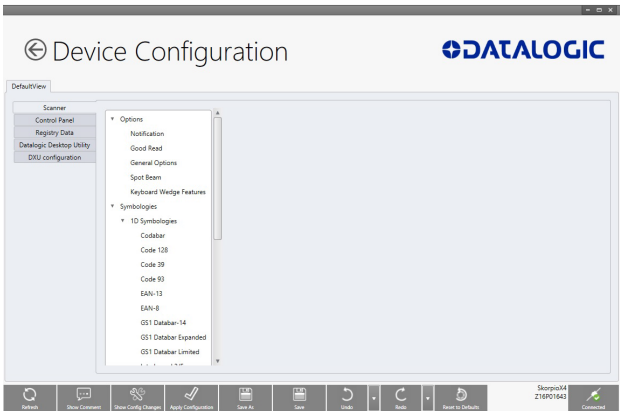 Device Configuration
DATALOGIC
DefaultView
Scanner
Control Panel
Registry Data
Datalogic Desktop Utility
DXU configuration
Options
Notification
Good Read
General Options
Spot Beam
Keyboard Wedge Features
Symbologies
1D Symbologies
Codabar
Code 128
Code 39
Code 93
EAN-13
EAN-8
GS1 Databar-14
GS1 Databar Expanded
GS1 Databar Limited
Refresh
Show Comment
Show Config Changes
Apply Configuration
Save As
Save
Undo
Redo
Reset to Defaults
SkorpioX4
Z16P01643
Connected